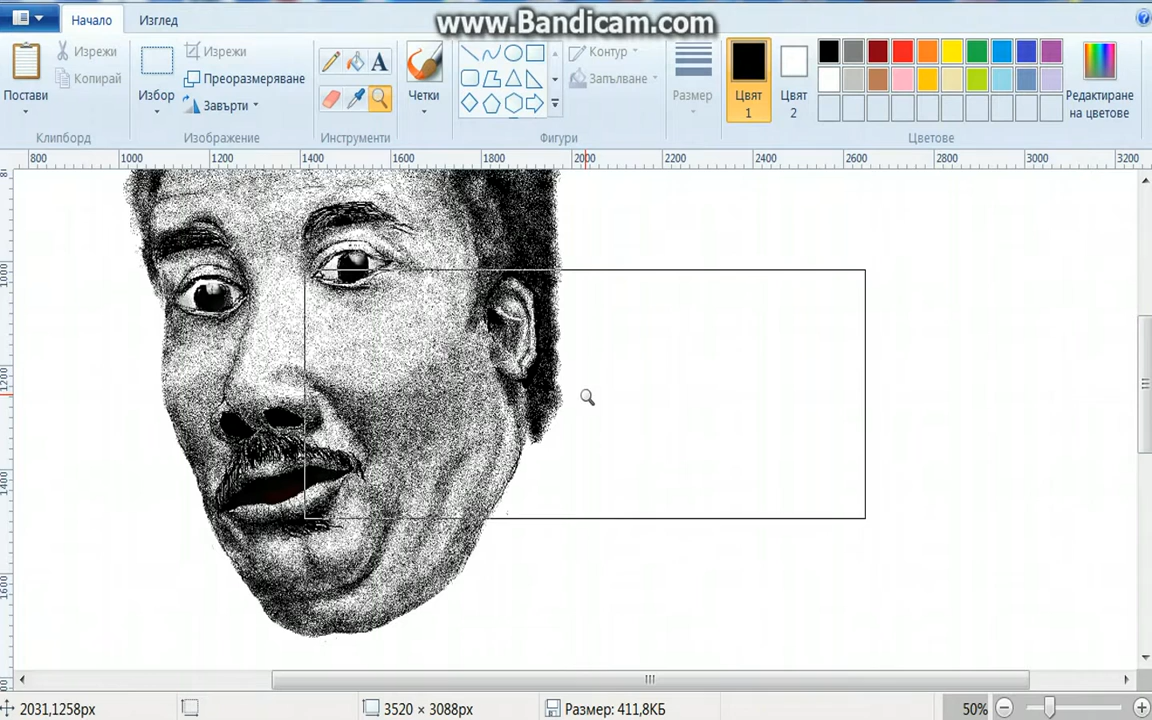 www.Bandicam.com
Начало
Изглед
Постави
Изрежи
Копирай
Клипборд
Избор
Изрежи
Преоразмеряване
Завърти
Изображение
A
Инструменти
Четки
Контур
Запълване
Фигури
Размер
Цвят 1
Цвят 2
Редактиране на цветове
Цветове
800 1000 1200 1400 1600 1800 2000 2200 2400 2600 2800 3000 3200
1000
1200
1400
1600
2031,1258px
3520 × 3088px
Размер: 411,8КБ
50%